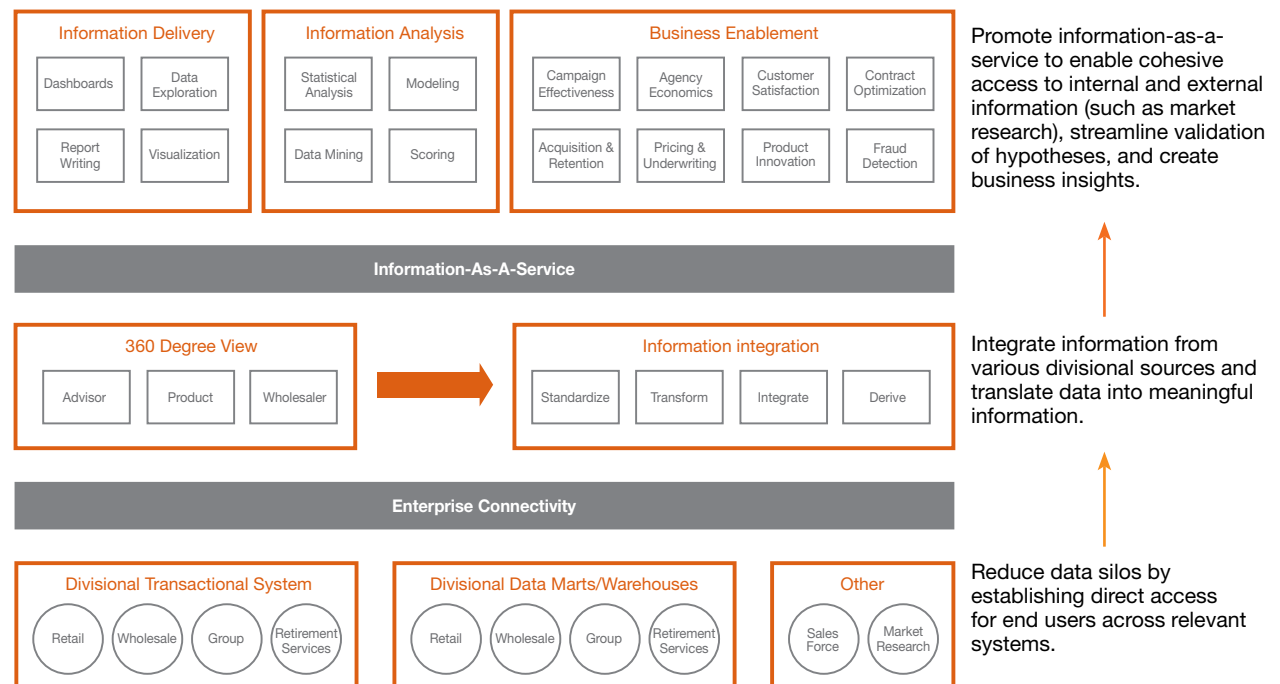 Information Delivery
Dashboards
Data
Exploration
Report
Writing
Visualization
Information Analysis
Statistical
Analysis
Modeling
Data Mining
Scoring
Business Enablement
Campaign
Effectiveness
Agency
Economics
Customer
Satisfaction
Contract
Optimization
Acquisition &
Retention
Pricing &
Underwriting
Product
Innovation
Fraud
Detection
Promote information-as-a-
service to enable cohesive
access to internal and external
information (such as market
research), streamline validation
of hypotheses, and create
business insights.
Information-As-A-Service
360 Degree View
Advisor
Product
Wholesaler
Information integration
Standardize
Transform
Integrate
Derive
Integrate information from
various divisional sources and
translate data into meaningful
information.
Enterprise Connectivity
Divisional Transactional System
Retail
Wholesale
Group
Retirement
Services
Divisional Data Marts/Warehouses
Retail
Wholesale
Group
Retirement
Services
Other
Sales
Force
Market
Research
Reduce data silos by
establishing direct access
for end users across relevant
systems.